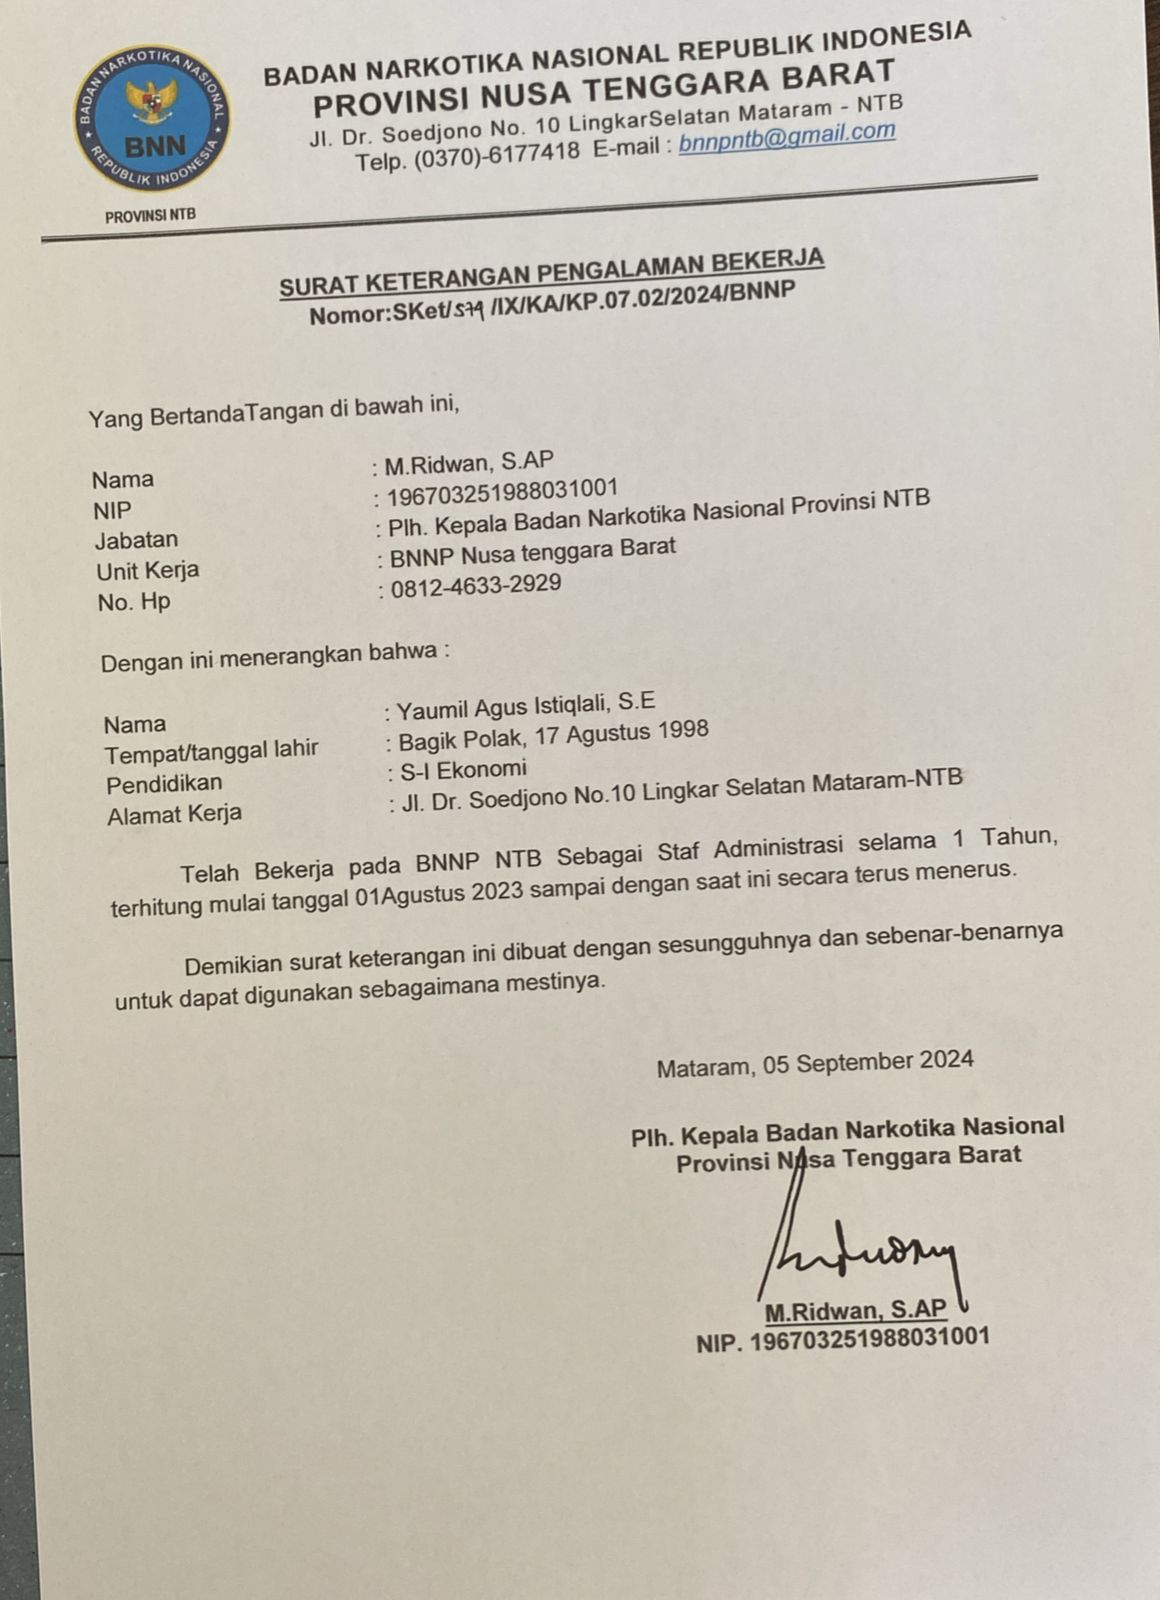 BADAN NARKOTIKA NASIONAL
REPUBLIK INDONESIA
BNN
PROVINSI NTB
BADAN NARKOTIKA NASIONAL REPUBLIK INDONESIA
PROVINSI NUSA TENGGARA BARAT
Jl. Dr. Soedjono No. 10 LingkarSelatan Mataram - NTB
Telp. (0370)-6177418 E-mail : bnnpntb@gmail.com
SURAT KETERANGAN PENGALAMAN BEKERJA
Nomor:SKet/ /IX/KA/KP.07.02/2024/BNNP
Yang BertandaTangan di bawah ini,
Nama : M.Ridwan, S.AP
NIP : 196703251988031001
Jabatan : Plh. Kepala Badan Narkotika Nasional Provinsi NTB
Unit Kerja : BNNP Nusa tenggara Barat
No. Hp : 0812-4633-2929
Dengan ini menerangkan bahwa :
Nama : Yaumil Agus Istiqlali, S.E
Tempat/tanggal lahir : Bagik Polak, 17 Agustus 1998
Pendidikan : S-I Ekonomi
Alamat Kerja : Jl. Dr. Soedjono No.10 Lingkar Selatan Mataram-NTB
Telah Bekerja pada BNNP NTB Sebagai Staf Administrasi selama 1 Tahun,
terhitung mulai tanggal 01Agustus 2023 sampai dengan saat ini secara terus menerus.
Demikian surat keterangan ini dibuat dengan sesungguhnya dan sebenar-benarnya
untuk dapat digunakan sebagaimana mestinya.
Mataram, 05 September 2024
Plh. Kepala Badan Narkotika Nasional
Provinsi Nusa Tenggara Barat
M.Ridwan, S.AP
NIP. 196703251988031001